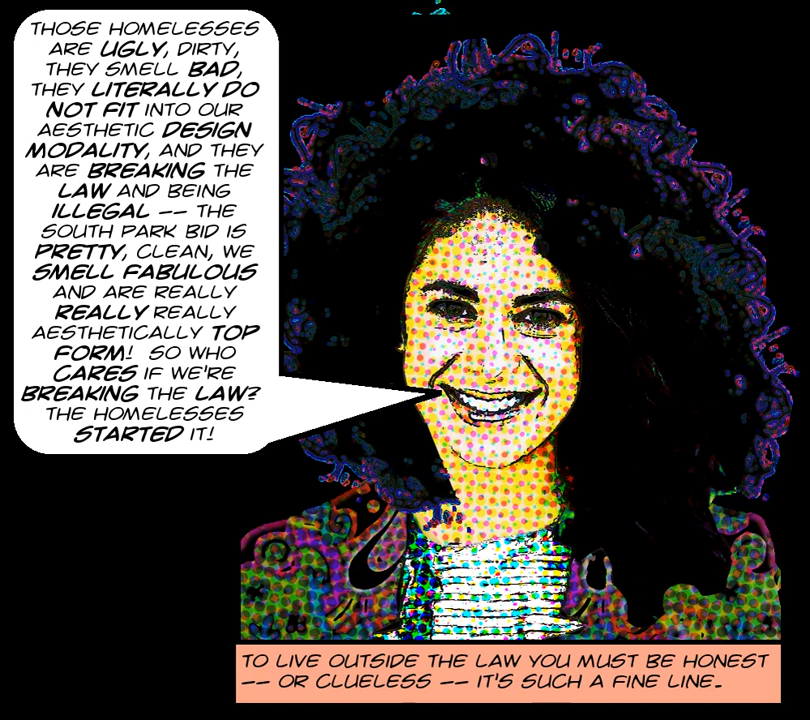 THOSE HOMELESSES
ARE UGLY, DIRTY,
THEY SMELL BAD,
THEY LITERALLY DO
NOT FIT INTO OUR
AESTHETIC DESIGN
MODALITY, AND THEY
ARE BREAKING THE
LAW AND BEING
ILLEGAL -- THE
SOUTH PARK BID IS
PRETTY, CLEAN, WE
SMELL FABULOUS
AND ARE REALLY
REALLY REALLY
AESTHETICALLY TOP
FORM! SO WHO
CARES IF WE'RE
BREAKING THE LAW?
THE HOMELESSES
STARTED IT!
TO LIVE OUTSIDE THE LAW YOU MUST BE HONEST
-- OR CLUELESS -- IT'S SUCH A FINE LINE.